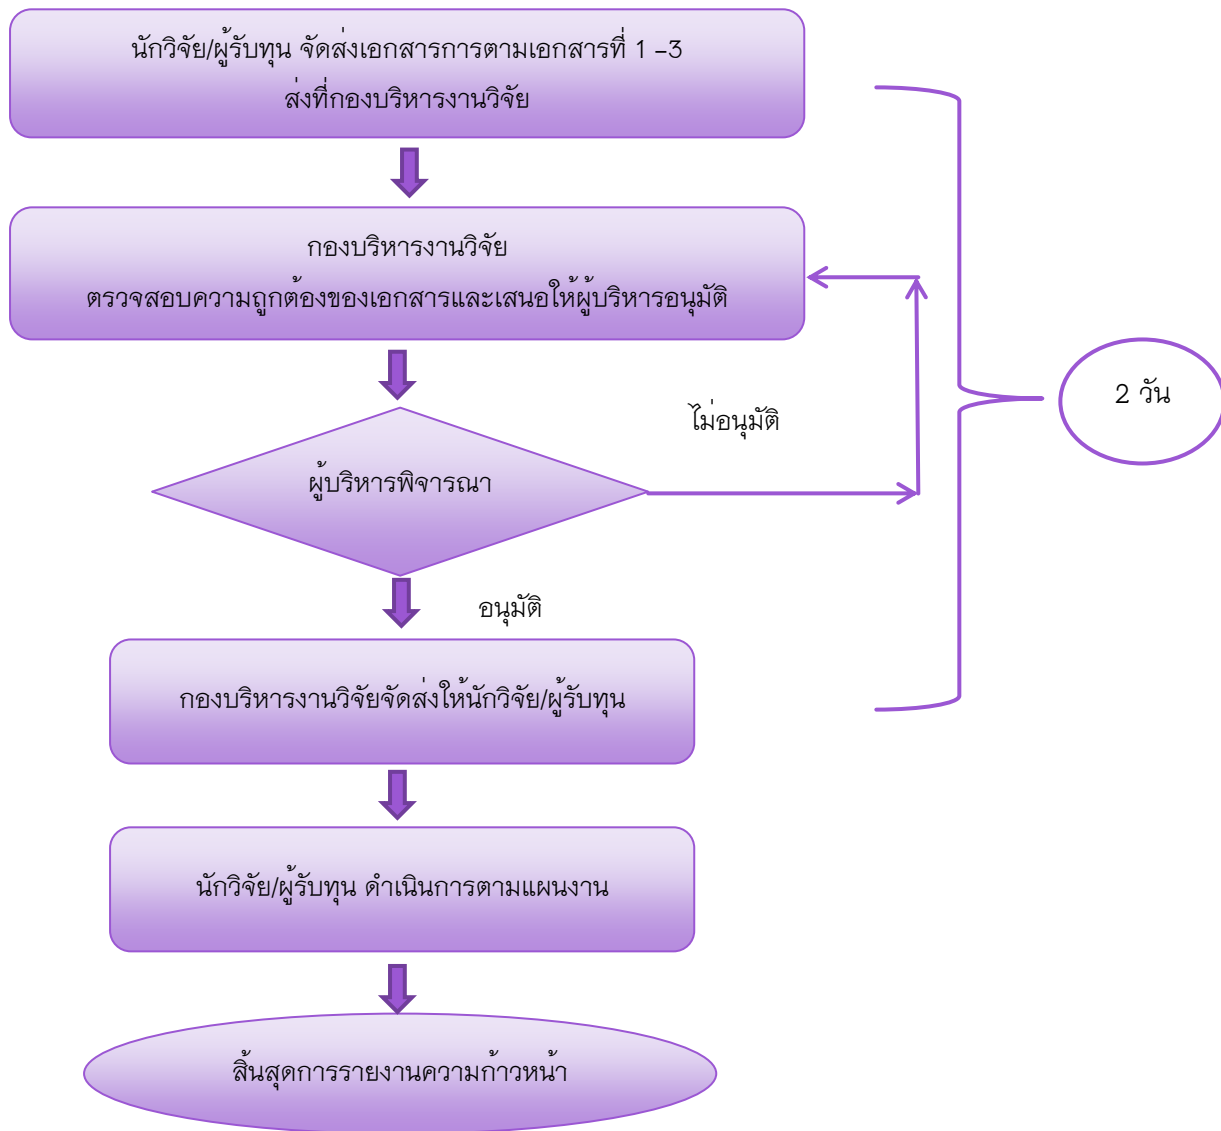 นักวิจัย/ผู้รับทุน จัดส่งเอกสารการตามเอกสารที่ 1 -3
ส่งที่กองบริหารงานวิจัย
กองบริหารงานวิจัย
ตรวจสอบความถูกต้องของเอกสารและเสนอให้ผู้บริหารอนุมัติ
2 วัน
ไม่อนุมัติ
ผู้บริหารพิจารณา
อนุมัติ
กองบริหารงานวิจัยจัดส่งให้นักวิจัย/ผู้รับทุน
นักวิจัย/ผู้รับทุน ดำเนินการตามแผนงาน
สิ้นสุดการรายงานความก้าวหน้า